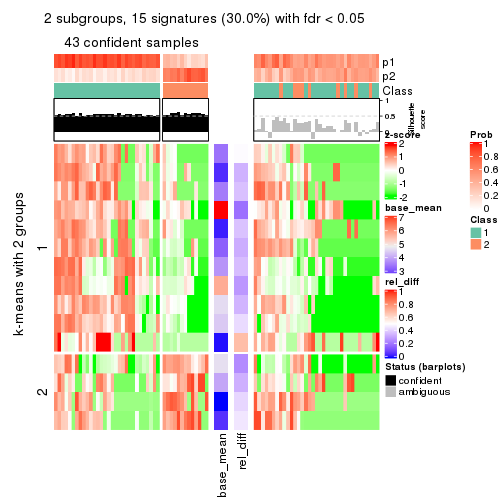 2 subgroups, 15 signatures (30.0%) with fdr < 0.05
43 confident samples
p1
p2
Class
1
0.5
0
Silhouette
score
k-means with 2 groups
1
2
z-score
2
1
0
-1
-2
base_mean
7
6
5
4
3
rel_diff
1
0.8
0.6
0.4
0.2
0
Prob
1
0.8
0.6
0.4
0.2
0
Class
1
2
Status (barplots)
confident
ambiguous
base_mean
rel_diff